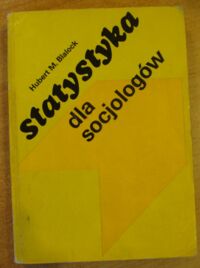 Hubert M. Blalock
statystyka
dla
socjologów